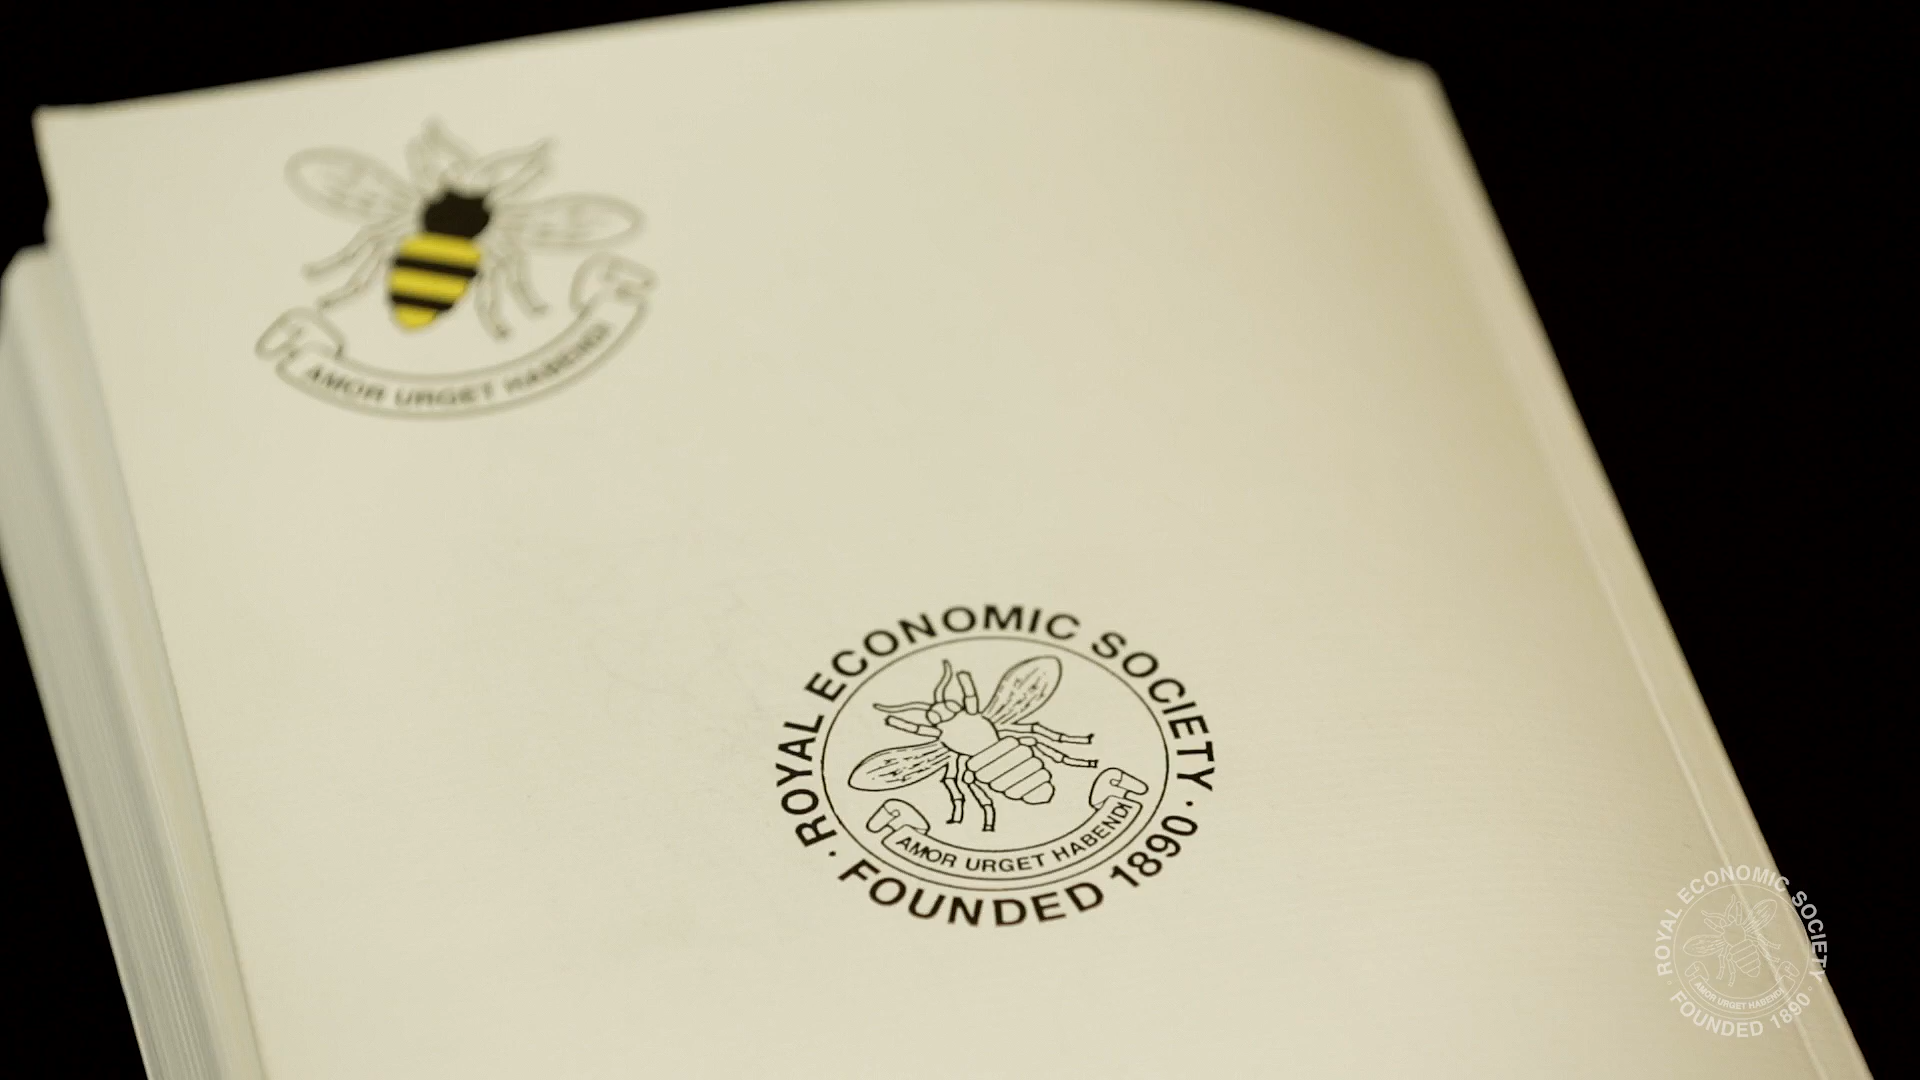 AMOR URGET HABENDI
ROYAL ECONOMIC SOCIETY
AMOR URGET HABENDI
· FOUNDED 1890 ·
ROYAL ECONOMIC SOCIETY
AMOR URGET HABENDI
· FOUNDED 1890 ·